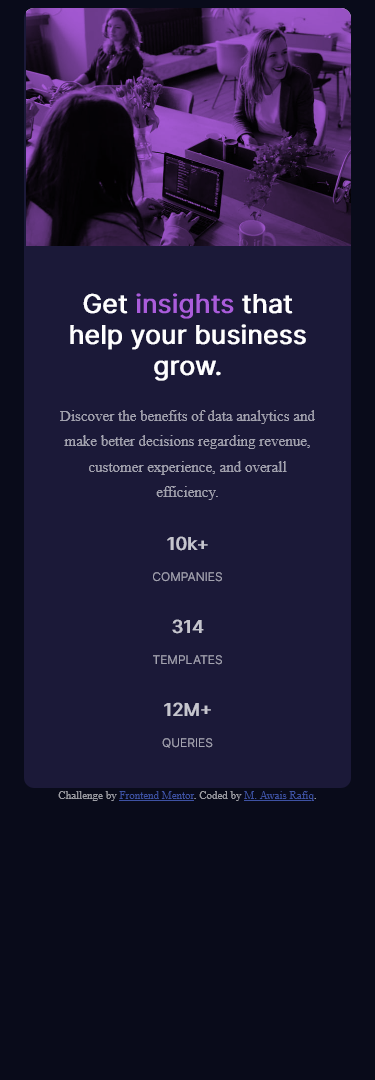 Get insights that
help your business
grow.
Discover the benefits of data analytics and
make better decisions regarding revenue,
customer experience, and overall
efficiency.
10k+
COMPANIES
314
TEMPLATES
12M+
QUERIES
Challenge by Frontend Mentor. Coded by M. Awais Rafiq.